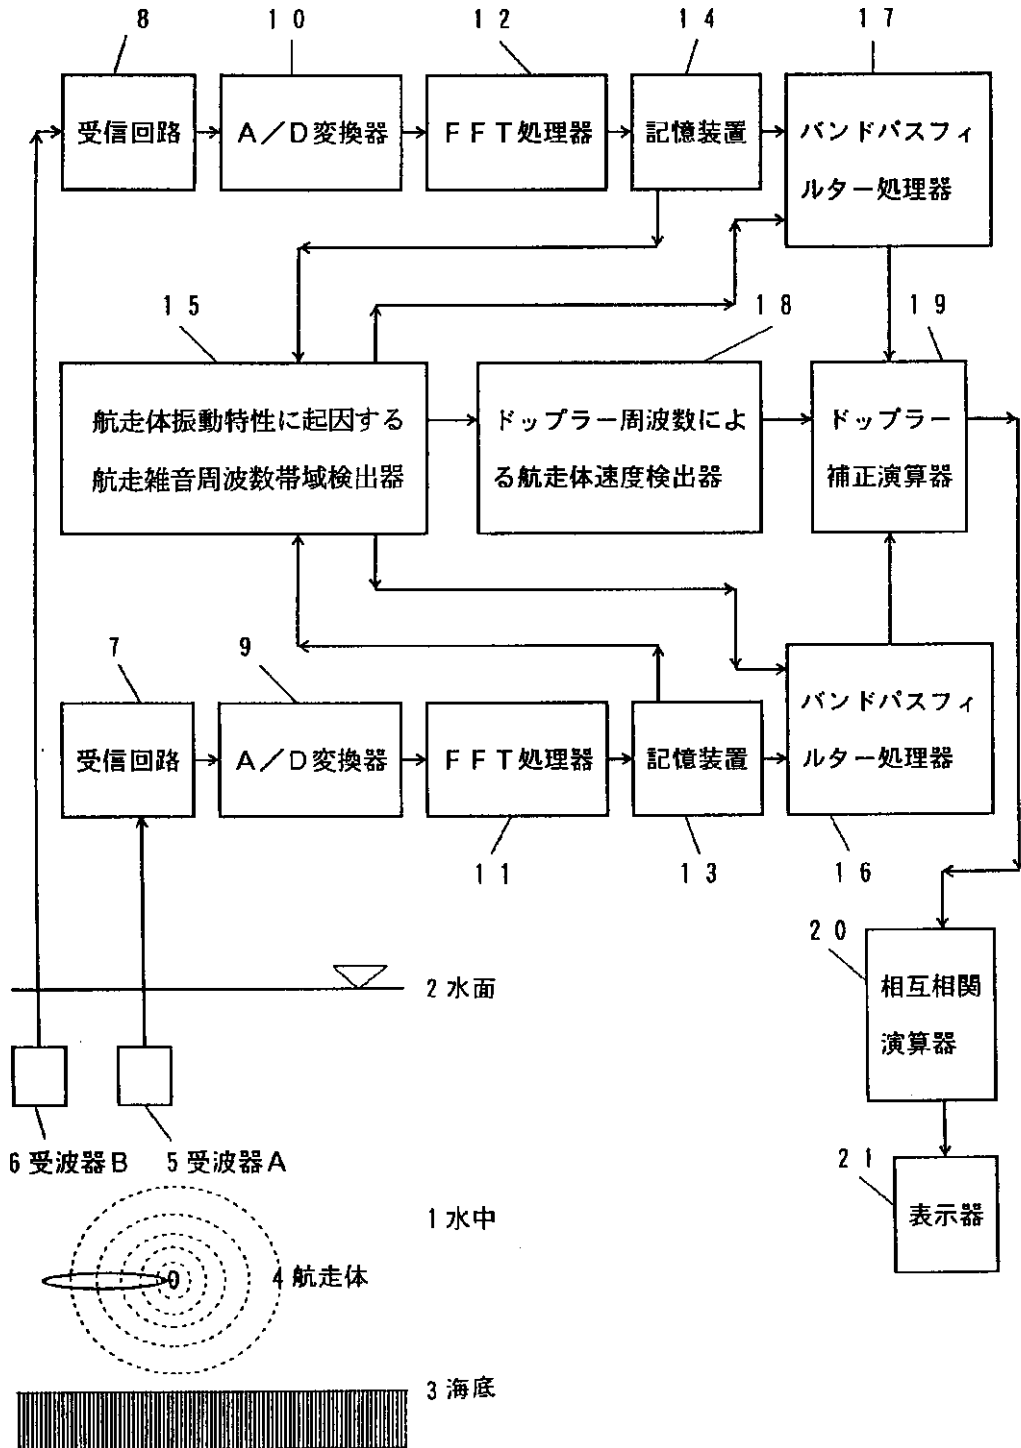 8
10
12
14
17
受信回路
A/D変換器
FFT処理器
記憶装置
バンドパスフィ
ルター処理器
15
18
19
航走体振動特性に起因する
航走雑音周波数帯域検出器
ドップラー周波数によ
る航走体速度検出器
ドップラー
補正演算器
7
9
受信回路
A/D変換器
FFT処理器
記憶装置
バンドパスフィ
ルター処理器
11
13
16
20
2 水面
相互相関
演算器
6 受波器B
5 受波器A
21
1 水中
表示器
4 航走体
3 海底